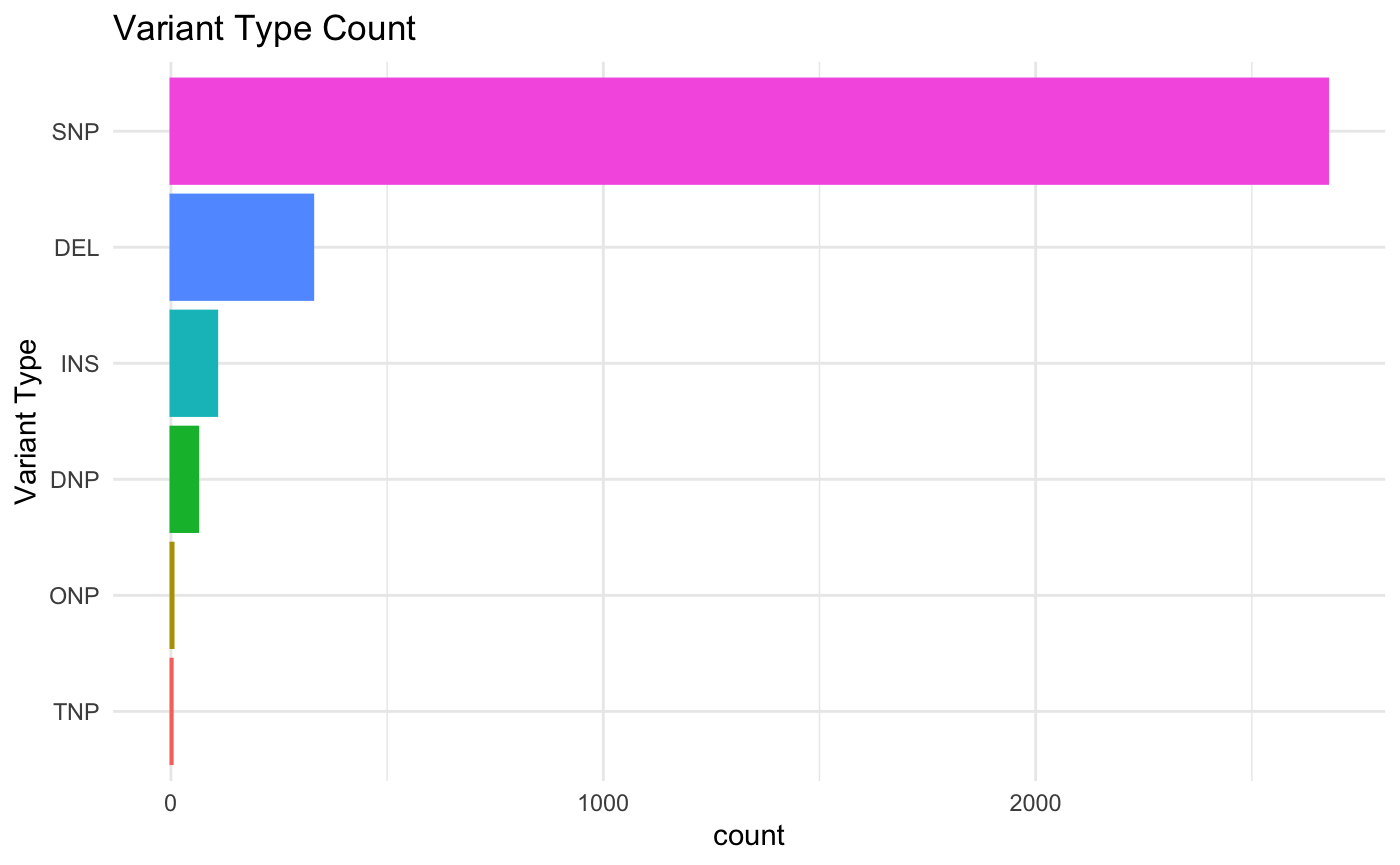 Variant Type Count
Variant Type
SNP
DEL
INS
DNP
ONP
TNP
0 1000 2000
count